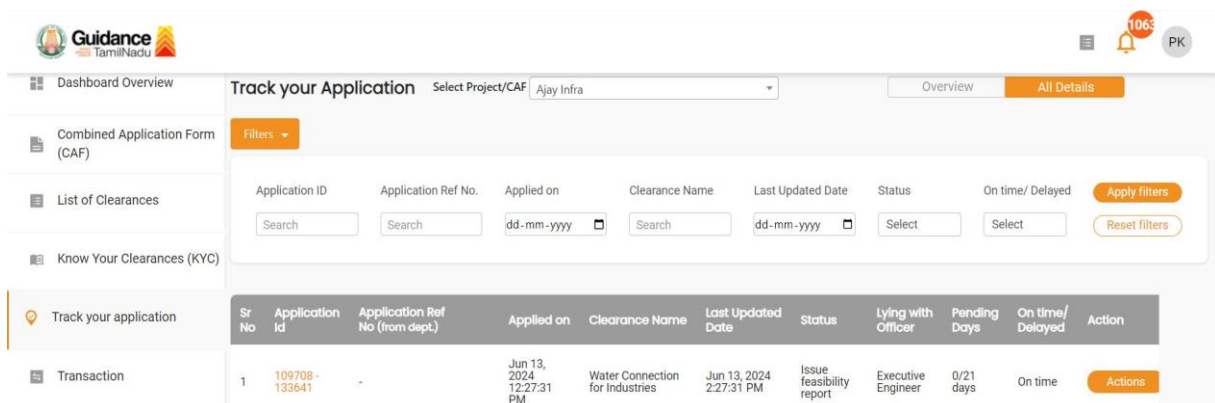 Guidance
TamilNadu
1063
PK
Dashboard Overview
Track your Application
Select Project/CAF
Ajay Infra
Overview
All Details
Combined Application Form
(CAF)
Filters
List of Clearances
Application ID
Application Ref No.
Applied on
Clearance Name
Last Updated Date
Status
On time/ Delayed
Apply filters
Search
Search
dd-mm-yyyy
Search
dd-mm-yyyy
Select
Select
Reset filters
Know Your Clearances (KYC)
Track your application
Sr
No
Application
Id
Application Ref
No (from dept.)
Applied on
Clearance Name
Last Updated
Date
Status
Lying with
Officer
Pending
Days
On time/
Delayed
Action
Transaction
1
109708 -
133641
-
Jun 13,
2024
12:27:31
PM
Water Connection
for Industries
Jun 13, 2024
2:27:31 PM
Issue
feasibility
report
Executive
Engineer
0/21
days
On time
Actions